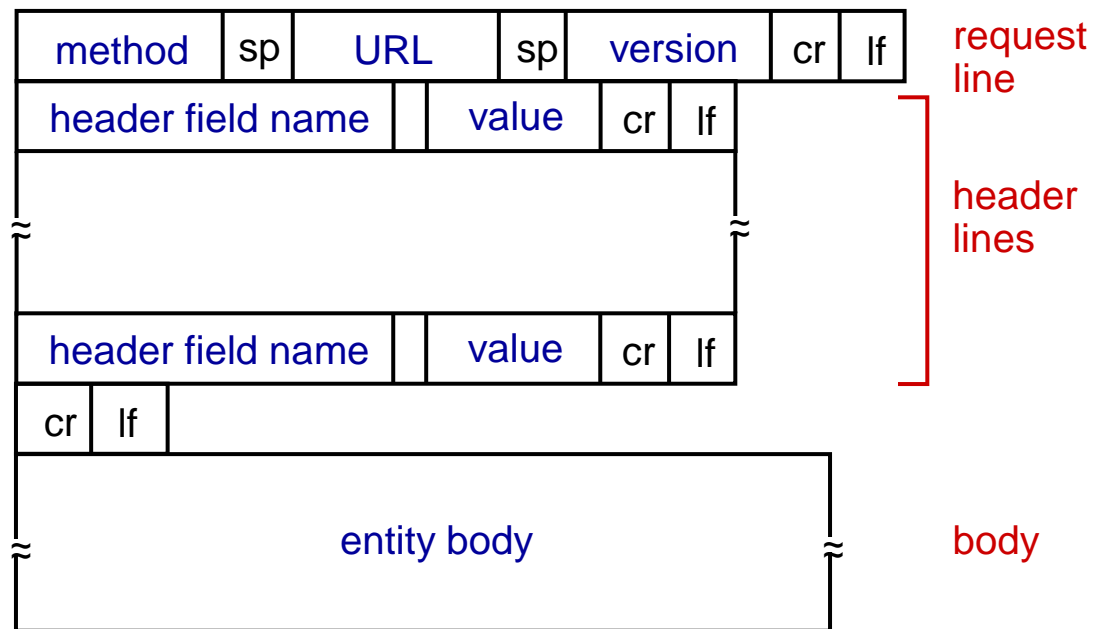 method sp URL sp version cr lf request line
header field name value cr lf
header lines
≈ ≈
header field name value cr lf
cr lf
≈ entity body ≈ body